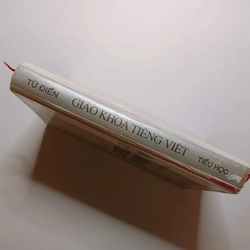 TỪ ĐIỂN GIÁO KHOA TIẾNG VIỆT TIỂU HỌC